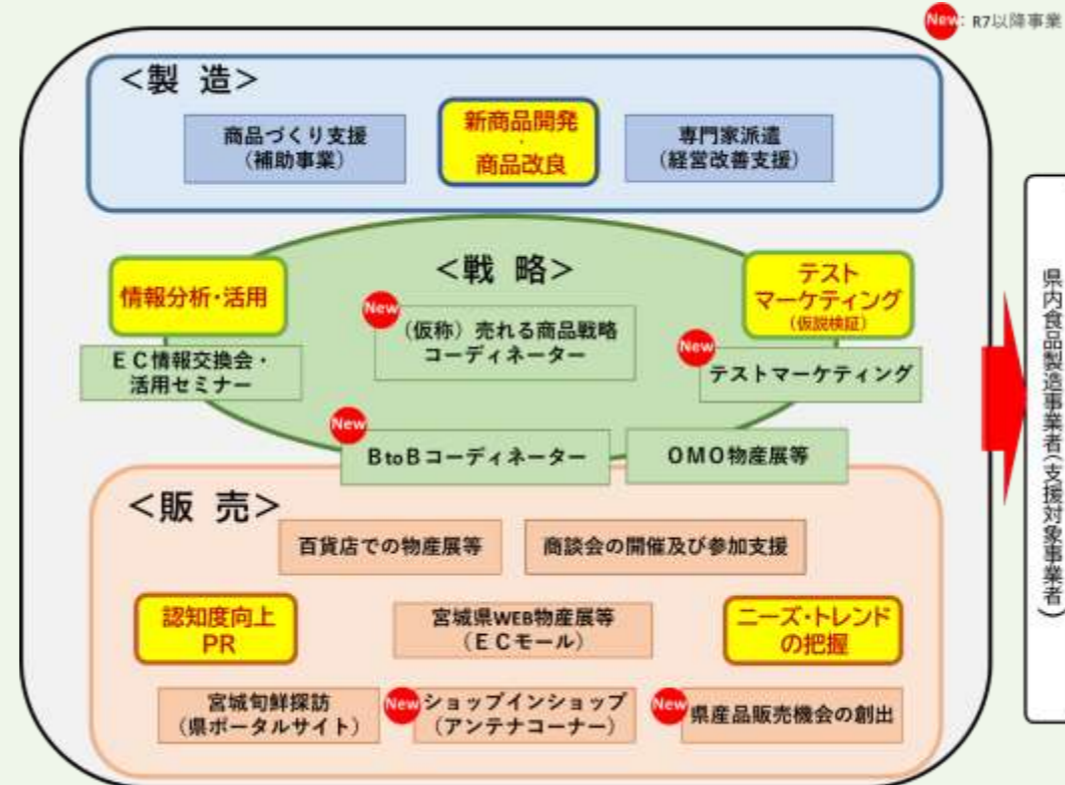 New: R7以降事業
＜製 造＞
商品づくり支援
（補助事業）
新商品開発
・
商品改良
専門家派遣
（経営改善支援）
＜戦 略＞
情報分析・活用
ＥＣ情報交換会・
活用セミナー
New
（仮称）売れる商品戦略
コーディネーター
テスト
マーケティング
（仮説検証）
New
テストマーケティング
New
BtoBコーディネーター
OMO物産展等
＜販 売＞
百貨店での物産展等
商談会の開催及び参加支援
認知度向上
PR
宮城県WEB物産展等
（ＥＣモール）
ニーズ・トレンド
の把握
宮城旬鮮探訪
（県ポータルサイト）
New
ショップインショップ
（アンテナコーナー）
New
県産品販売機会の創出
県内食品製造事業者（支援対象事業者）